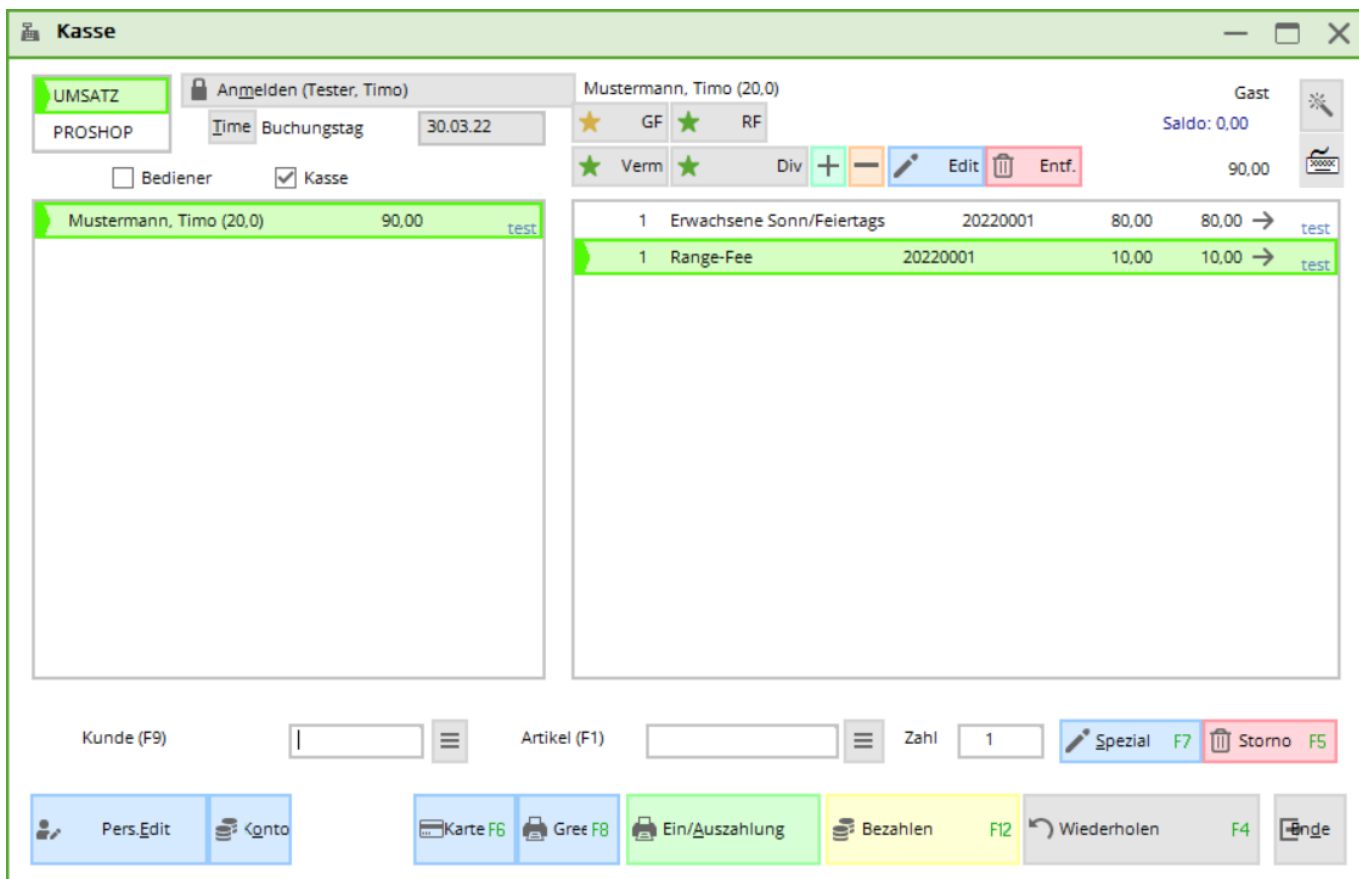 Kasse
UMSATZ
PROSHOP
Anmelden (Tester, Timo)
Time Buchungstag 30.03.22
Bediener Kasse
Mustermann, Timo (20,0) 90,00 test
Mustermann, Timo (20,0) Gast
GF RF Saldo: 0,00
Verm Div Edit Entf. 90,00
1 Erwachsene Sonn/Feiertags 20220001 80,00 80,00 test
1 Range-Fee 20220001 10,00 10,00 test
Kunde (F9) Artikel (F1) Zahl 1 Spezial F7 Storno F5
Pers.Edit Konto Karte F6 Gree F8 Ein/Auszahlung Bezahlen F12 Wiederholen F4 Ende